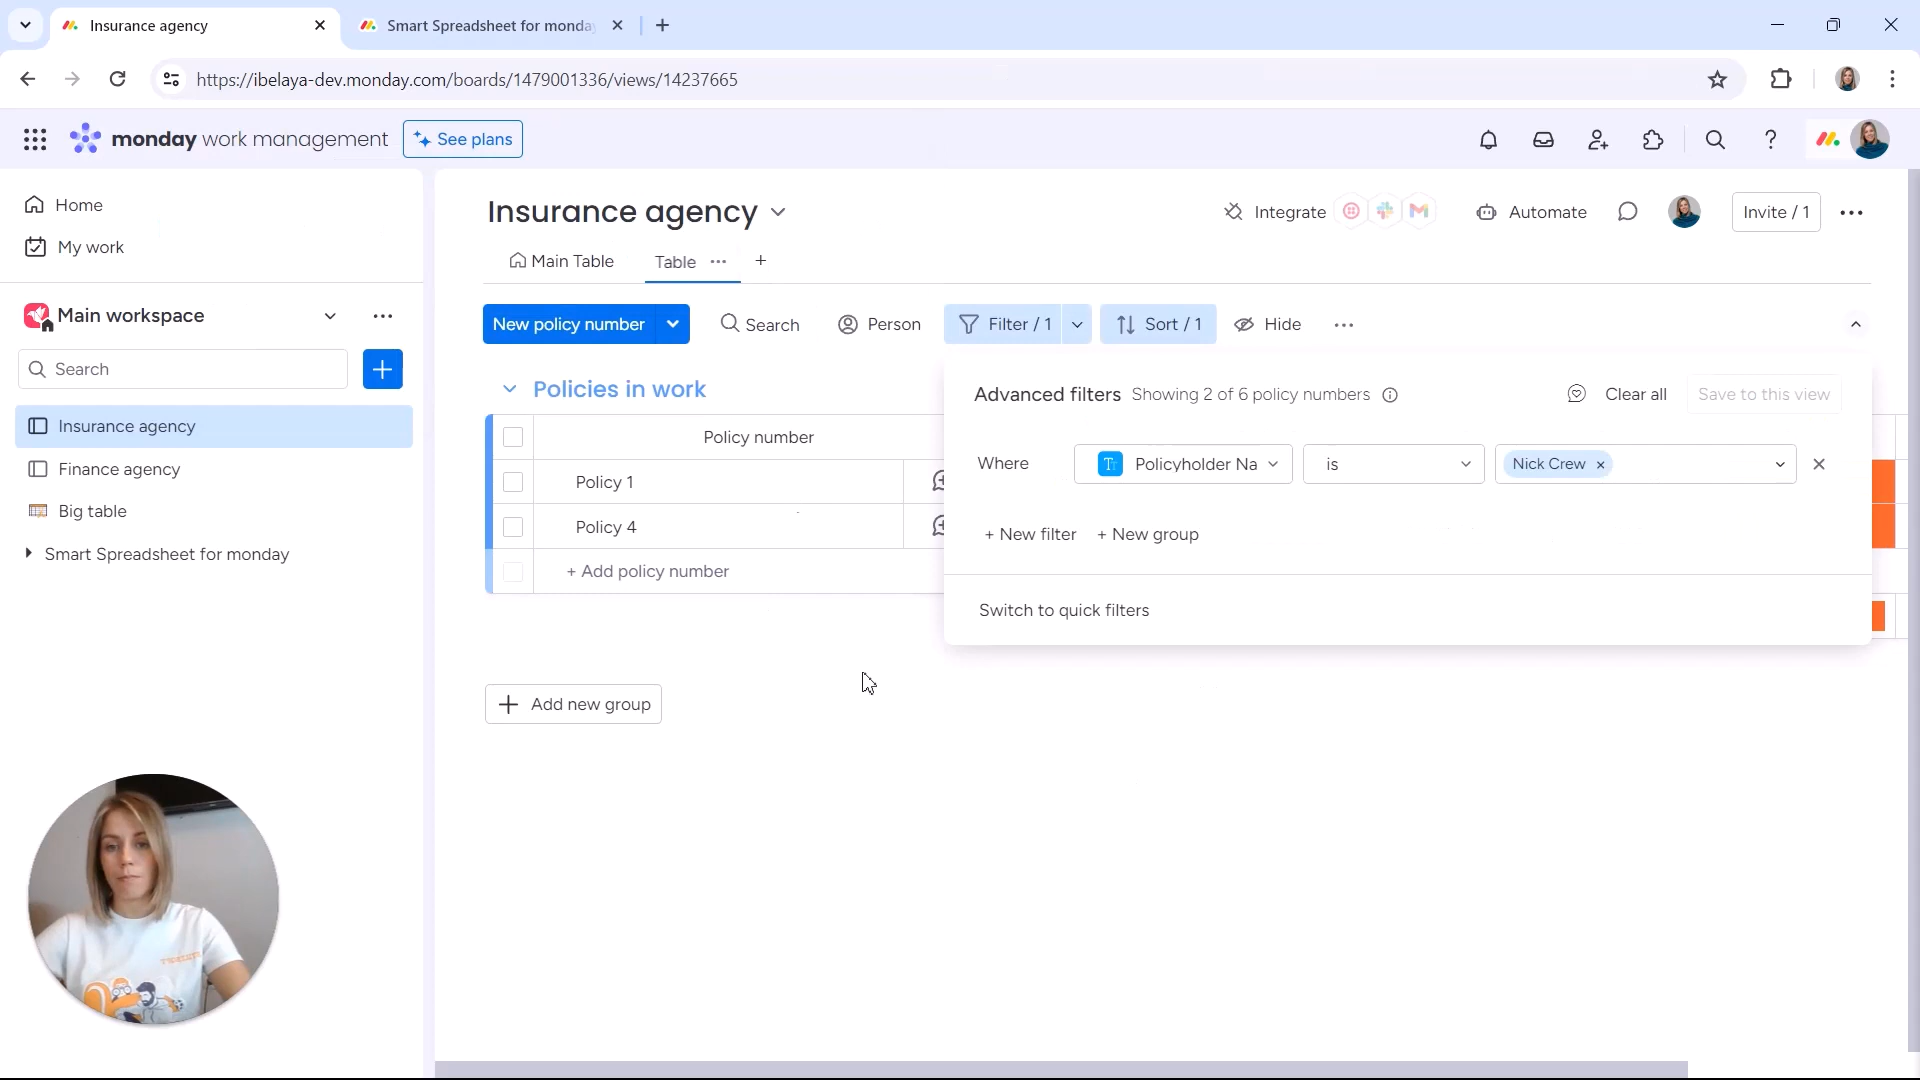 Insurance agency
Smart Spreadsheet for monday
https://ibelaya-dev.monday.com/boards/1479001336/views/14237665
monday work management
See plans
Home
My work
Main workspace
Search
Insurance agency
Finance agency
Big table
Smart Spreadsheet for monday
Insurance agency
Integrate
Automate
Invite / 1
Main Table
Table
New policy number
Search
Person
Filter / 1
Sort / 1
Hide
Policies in work
Policy number
Policy 1
Policy 4
+ Add policy number
Add new group
Advanced filters
Showing 2 of 6 policy numbers
Clear all
Save to this view
Where
Policyholder Na
is
Nick Crew
+ New filter
+ New group
Switch to quick filters